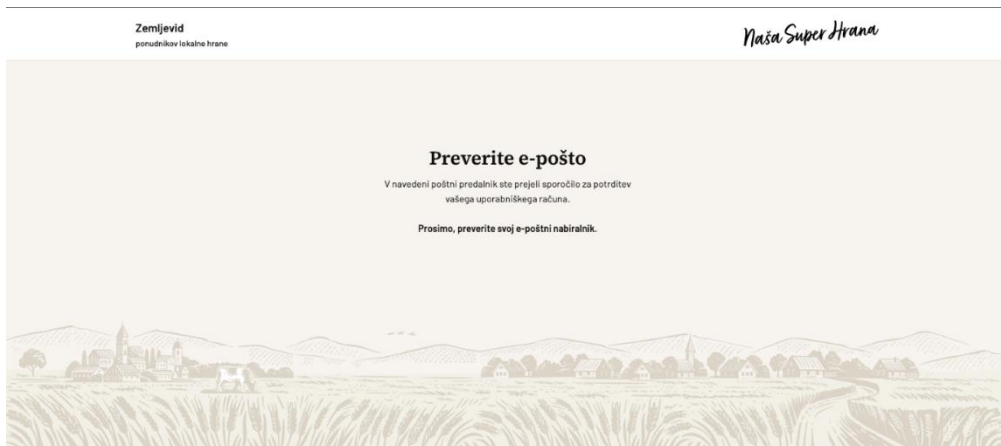 Zemljevid
ponudnikov lokalne hrane
Naša Super Hrana
Preverite e-pošto
V navedeni poštni predalnik ste prejeli sporočilo za potrditev
vašega uporabniškega računa.
Prosimo, preverite svoj e-poštni nabiralnik.